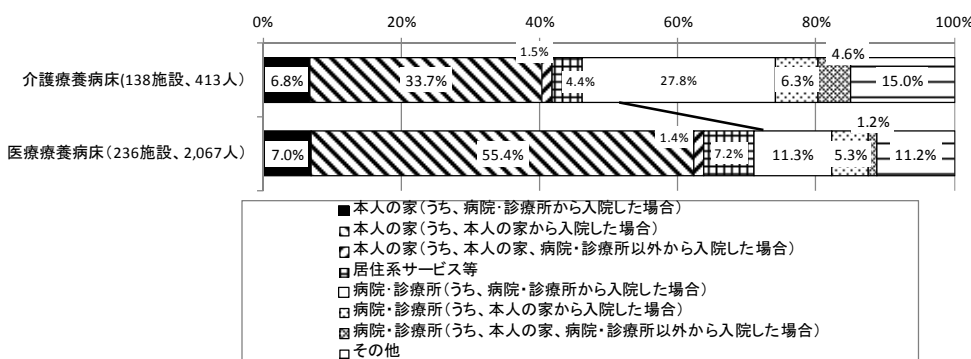 0% 20% 40% 60% 80% 100%
介護療養病床(138施設、413人)
6.8% 33.7% 1.5% 4.4% 27.8% 6.3% 4.6% 15.0%
医療療養病床(236施設、2,067人)
7.0% 55.4% 1.4% 7.2% 11.3% 5.3% 1.2% 11.2%
本人の家(うち、病院・診療所から入院した場合)
本人の家(うち、本人の家から入院した場合)
本人の家(うち、本人の家、病院・診療所以外から入院した場合)
居住系サービス等
病院・診療所(うち、病院・診療所から入院した場合)
病院・診療所(うち、本人の家から入院した場合)
病院・診療所(うち、本人の家、病院・診療所以外から入院した場合)
その他